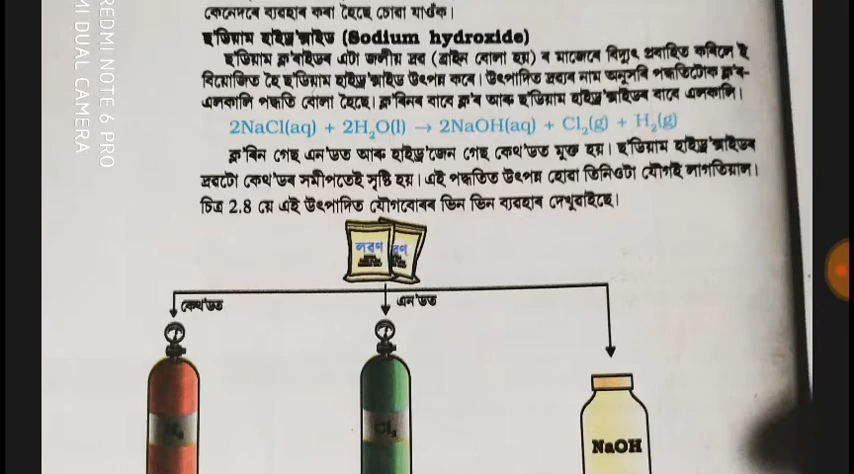 কেনেদৰে ব্যৱহাৰ কৰা হৈছে চোৱা যাওঁক।
ছ'ডিয়াম হাইড্ৰ'ক্সাইড (Sodium hydroxide)
ছ'ডিয়াম ক্ল'ৰাইডৰ এটা জলীয় দ্ৰৱ (ব্ৰাইন বোলা হয়) ৰ মাজেৰে বিদ্যুৎ প্ৰবাহিত কৰিলে ই
বিয়োজিত হৈ ছ'ডিয়াম হাইড্ৰ'ক্সাইড উৎপন্ন কৰে। উৎপাদিত দ্ৰব্যৰ নাম অনুসৰি পদ্ধতিটোক ক্ল'ৰ-
এলকালি পদ্ধতি বোলা হৈছে। ক্ল'ৰিনৰ বাবে ক্ল'ৰ আৰু ছ'ডিয়াম হাইড্ৰ'ক্সাইডৰ বাবে এলকালি।
2NaCl(aq) + 2H₂O(l) → 2NaOH(aq) + Cl₂(g) + H₂(g)
ক্ল'ৰিন গেছ এন'ডত আৰু হাইড্ৰ'জেন গেছ কেথ'ডত মুক্ত হয়। ছ'ডিয়াম হাইড্ৰ'ক্সাইডৰ
দ্ৰৱটো কেথ'ডৰ সমীপতেই সৃষ্টি হয়। এই পদ্ধতিত উৎপন্ন হোৱা তিনিওটা যৌগই লাগতিয়াল।
চিত্ৰ 2.8 য়ে এই উৎপাদিত যৌগবোৰৰ ভিন ভিন ব্যৱহাৰ দেখুৱাইছে।
লৱণ
কেথ'ডত
এন'ডত
H₂
Cl₂
NaOH
REDMI NOTE 6 PRO
MI DUAL CAMERA